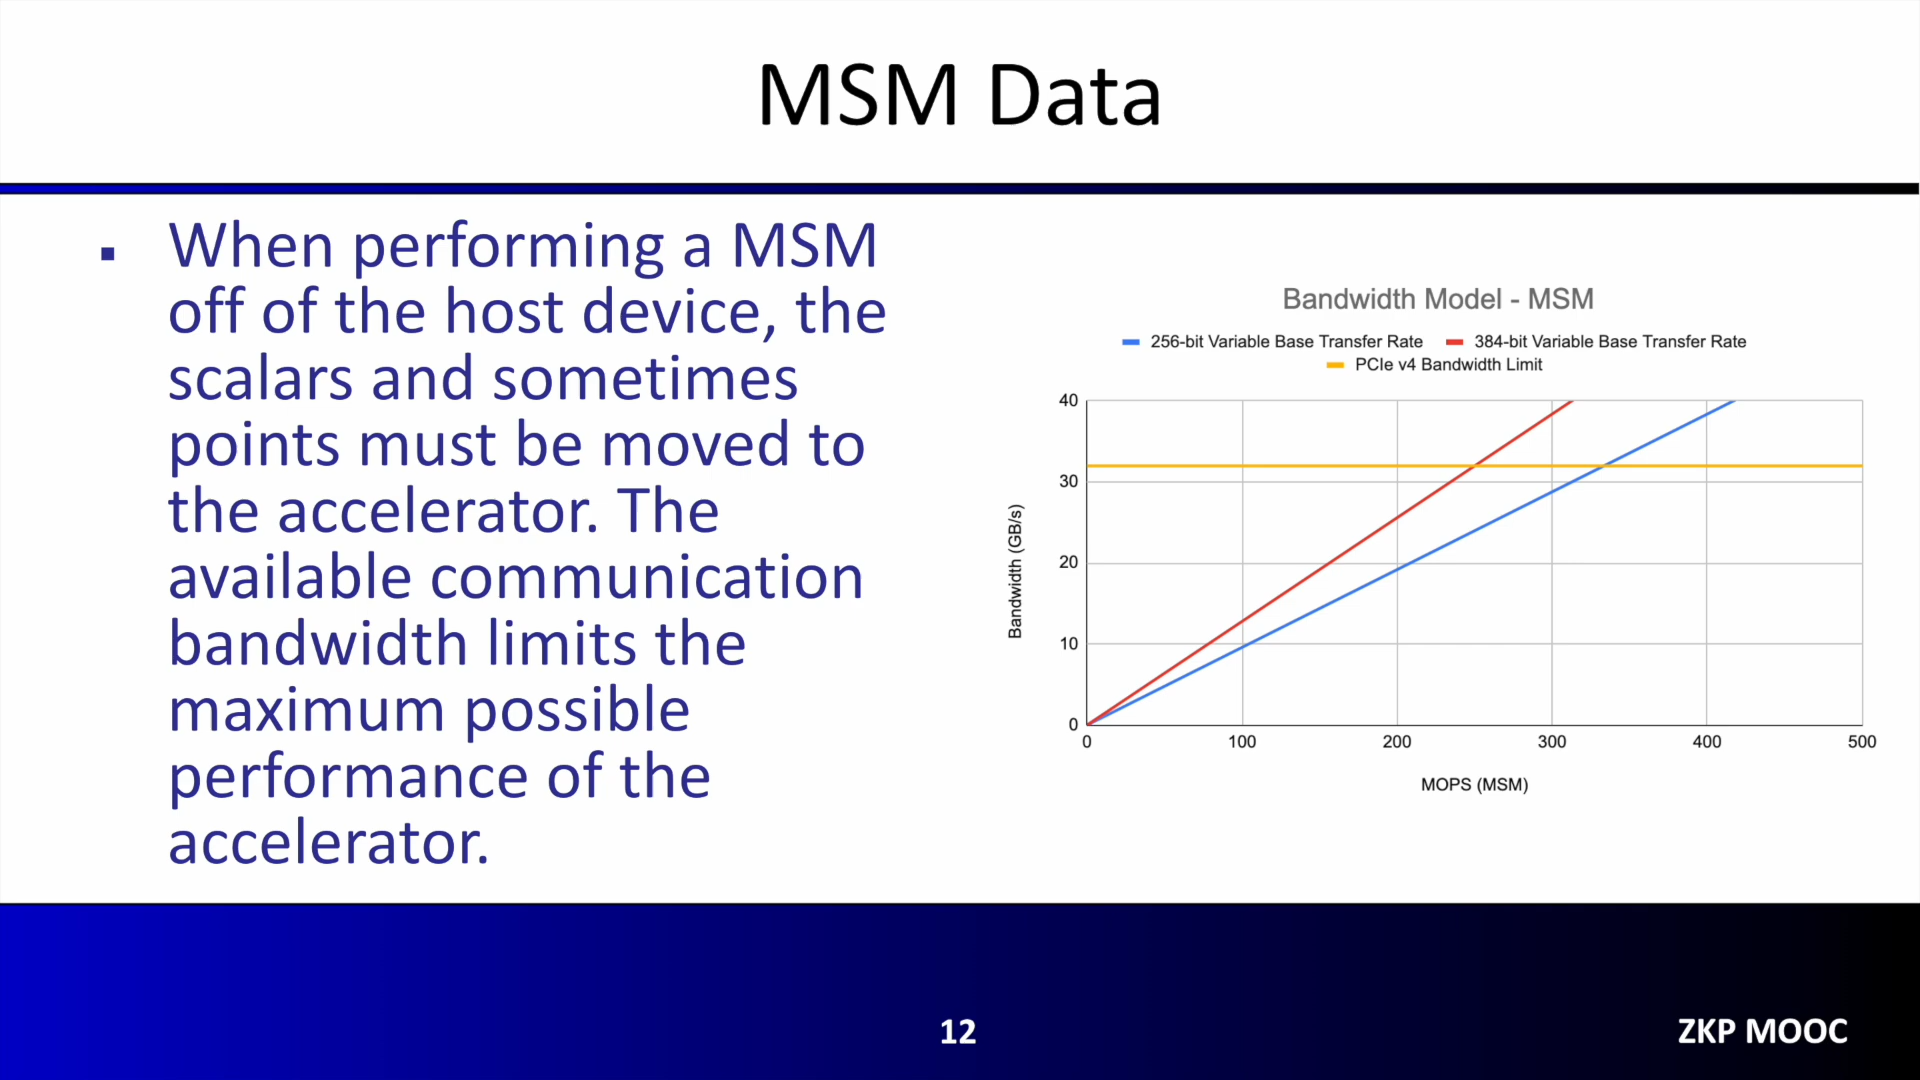 MSM Data
▪ When performing a MSM
off of the host device, the
scalars and sometimes
points must be moved to
the accelerator. The
available communication
bandwidth limits the
maximum possible
performance of the
accelerator.
Bandwidth Model - MSM
256-bit Variable Base Transfer Rate 384-bit Variable Base Transfer Rate
PCIe v4 Bandwidth Limit
Bandwidth (GB/s)
40
30
20
10
0
0 100 200 300 400 500
MOPS (MSM)
12
ZKP MOOC